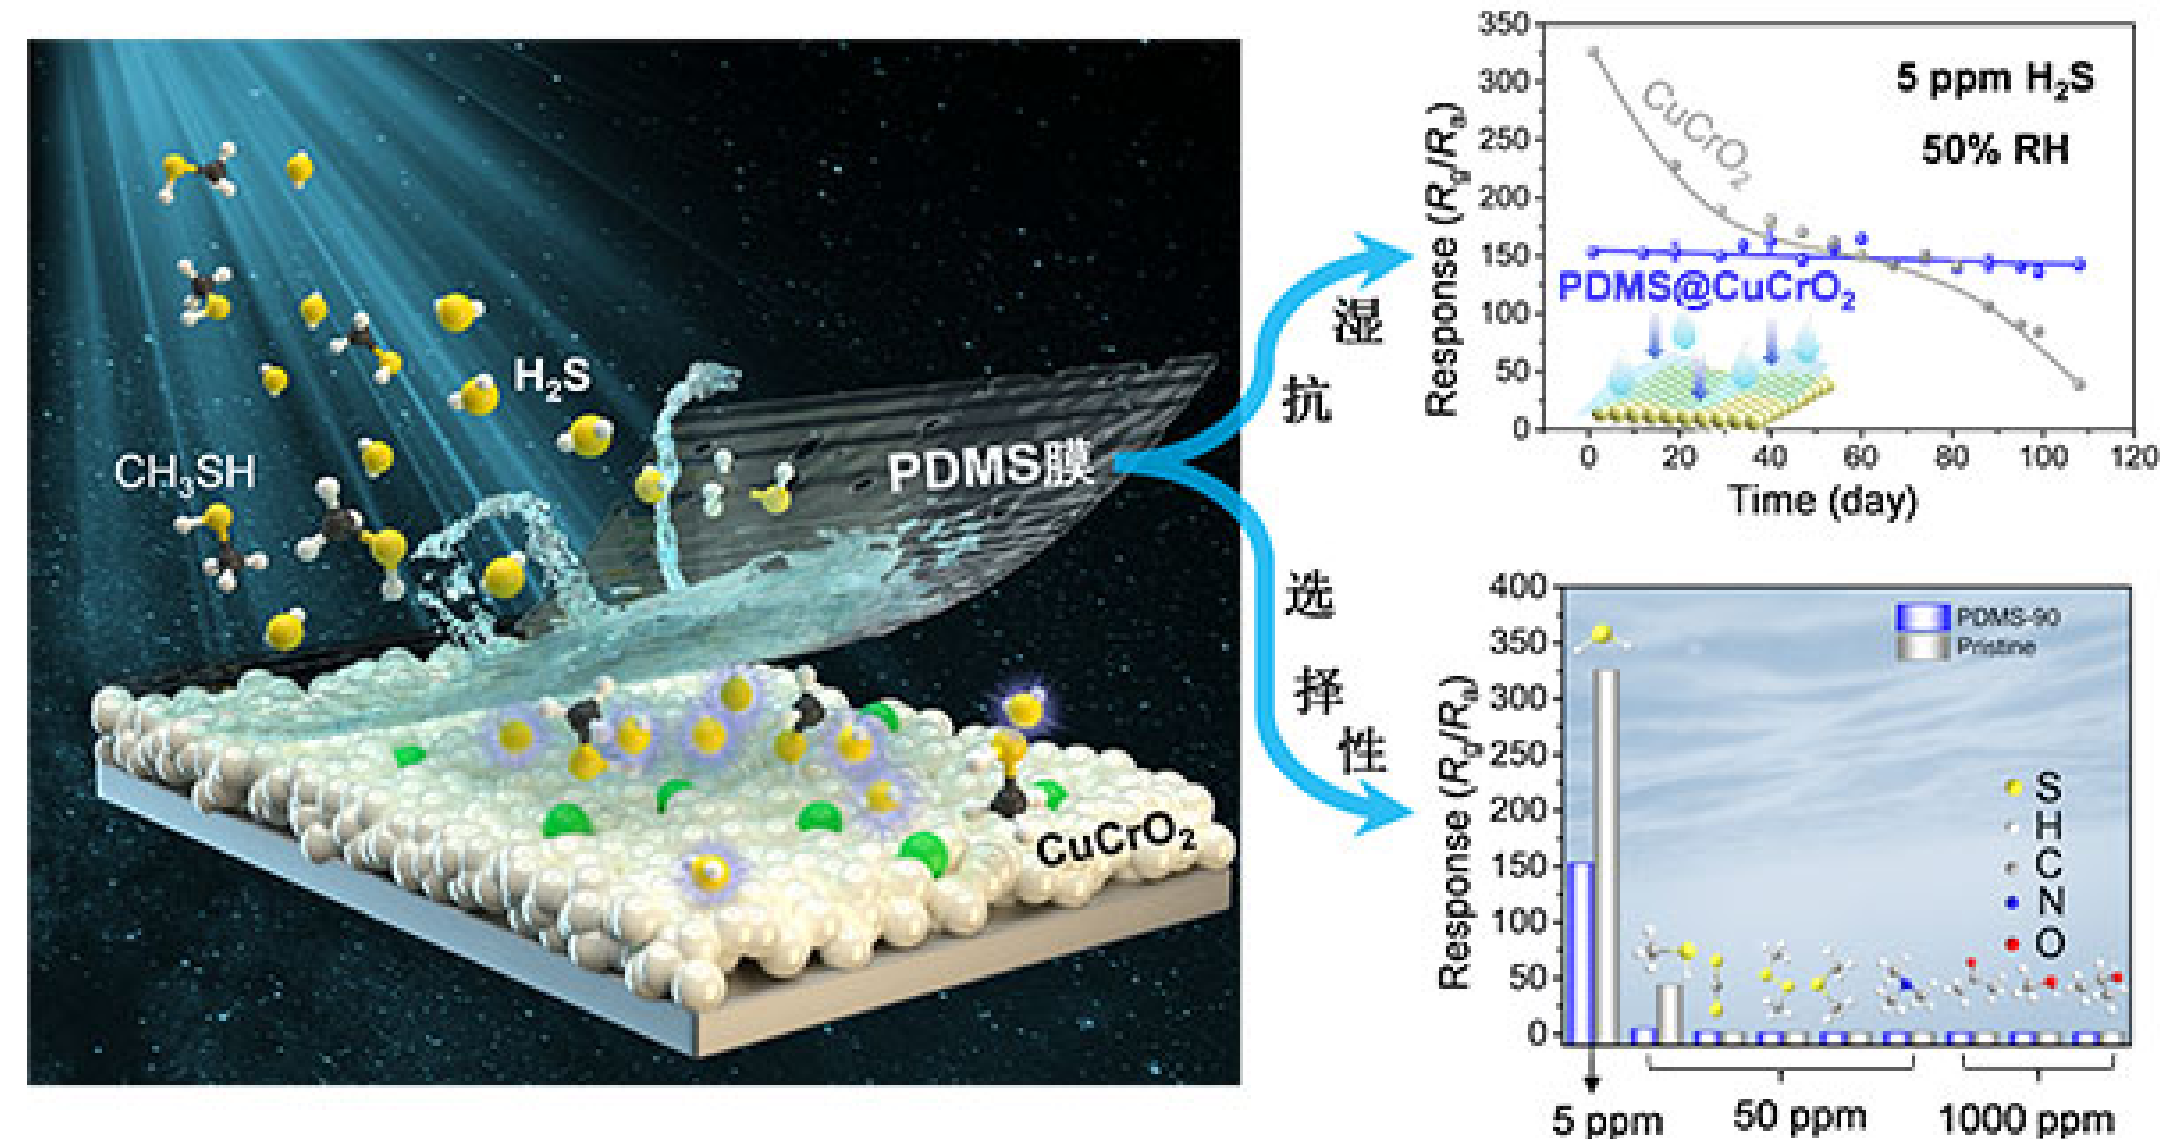 H₂S
CH₃SH
PDMS膜
CuCrO₂
抗湿
选择性
350
300
250
200
150
100
50
0
Response (Rg/Ra)
5 ppm H₂S
50% RH
CuCrO₂
PDMS@CuCrO₂
0 20 40 60 80 100 120
Time (day)
400
350
300
250
200
150
100
50
0
Response (Rg/Ra)
PDMS-90
Pristine
S
H
C
N
O
5 ppm
50 ppm
1000 ppm